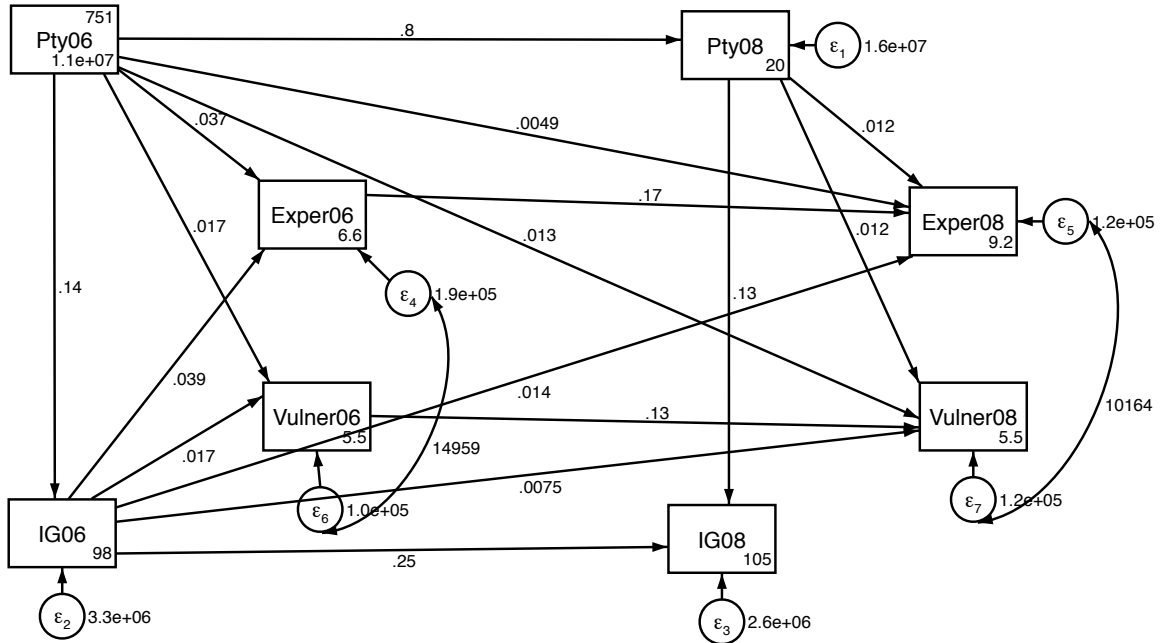 751
Pty06
1.1e+07
.8
Pty08
20
ε1
1.6e+07
.037
.0049
.012
Exper06
6.6
.17
Exper08
9.2
ε5
1.2e+05
.017
.013
.012
.14
ε4
1.9e+05
.13
.039
.014
Vulner06
5.5
.13
Vulner08
5.5
10164
14959
.017
.0075
ε6
1.0e+05
ε7
1.2e+05
IG06
98
.25
IG08
105
ε2
3.3e+06
ε3
2.6e+06